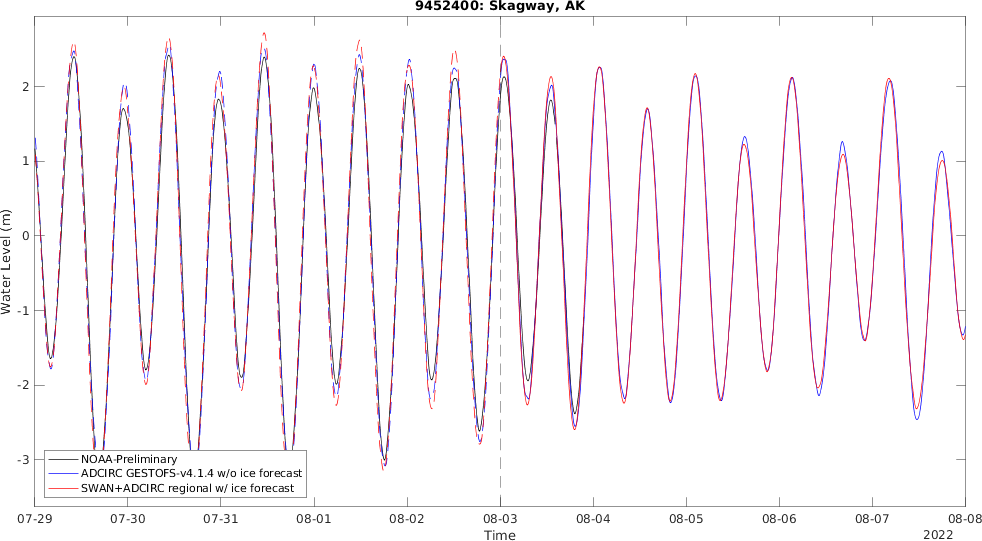 9452400: Skagway, AK
Water Level (m)
2
1
0
-1
-2
-3
NOAA-Preliminary
ADCIRC GESTOFS-v4.1.4 w/o ice forecast
SWAN+ADCIRC regional w/ ice forecast
07-29 07-30 07-31 08-01 08-02 08-03 08-04 08-05 08-06 08-07 08-08
Time
2022